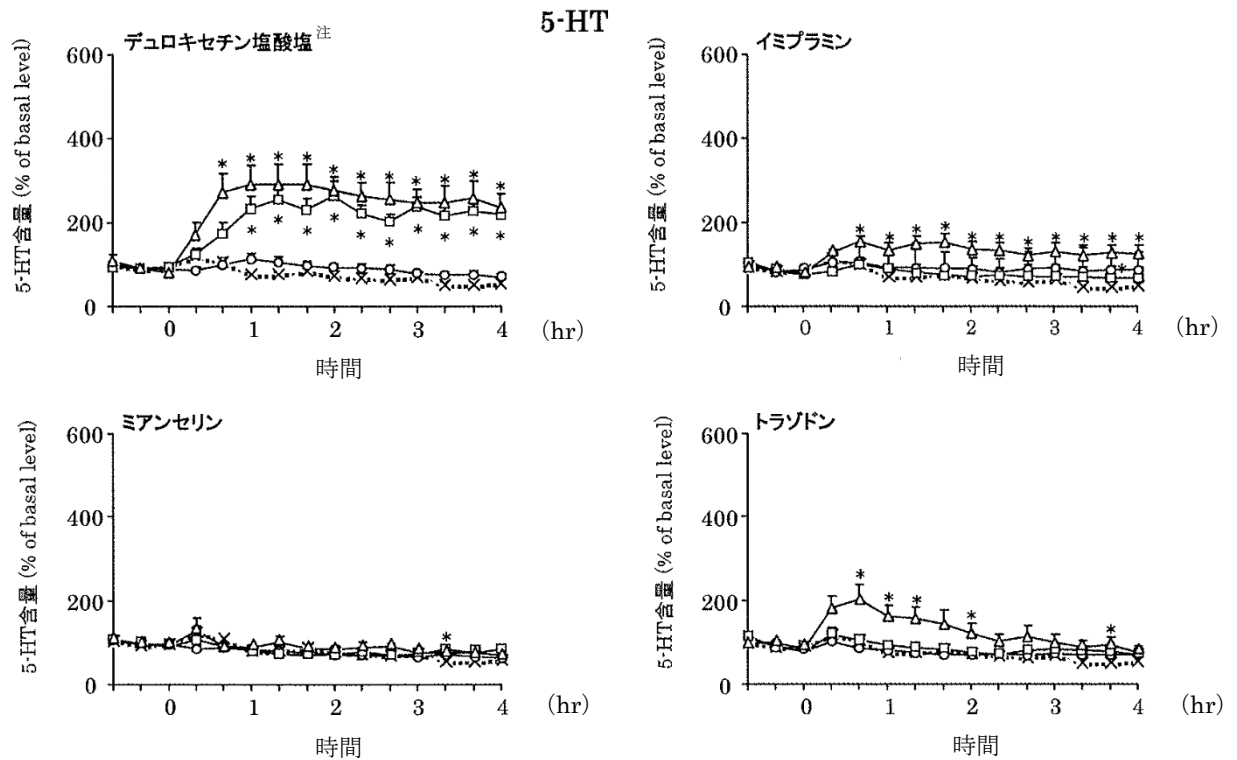 5-HT
デュロキセチン塩酸塩注
5-HT含量 (% of basal level)
600
400
200
0
* * * * * * * * * * *
* * * * * * * * * *
0 1 2 3 4 (hr)
時間
イミプラミン
5-HT含量 (% of basal level)
600
400
200
0
* * * * * * * * * * *
*
0 1 2 3 4 (hr)
時間
ミアンセリン
5-HT含量 (% of basal level)
600
400
200
0
*
0 1 2 3 4 (hr)
時間
トラゾドン
5-HT含量 (% of basal level)
600
400
200
0
* * * * *
0 1 2 3 4 (hr)
時間